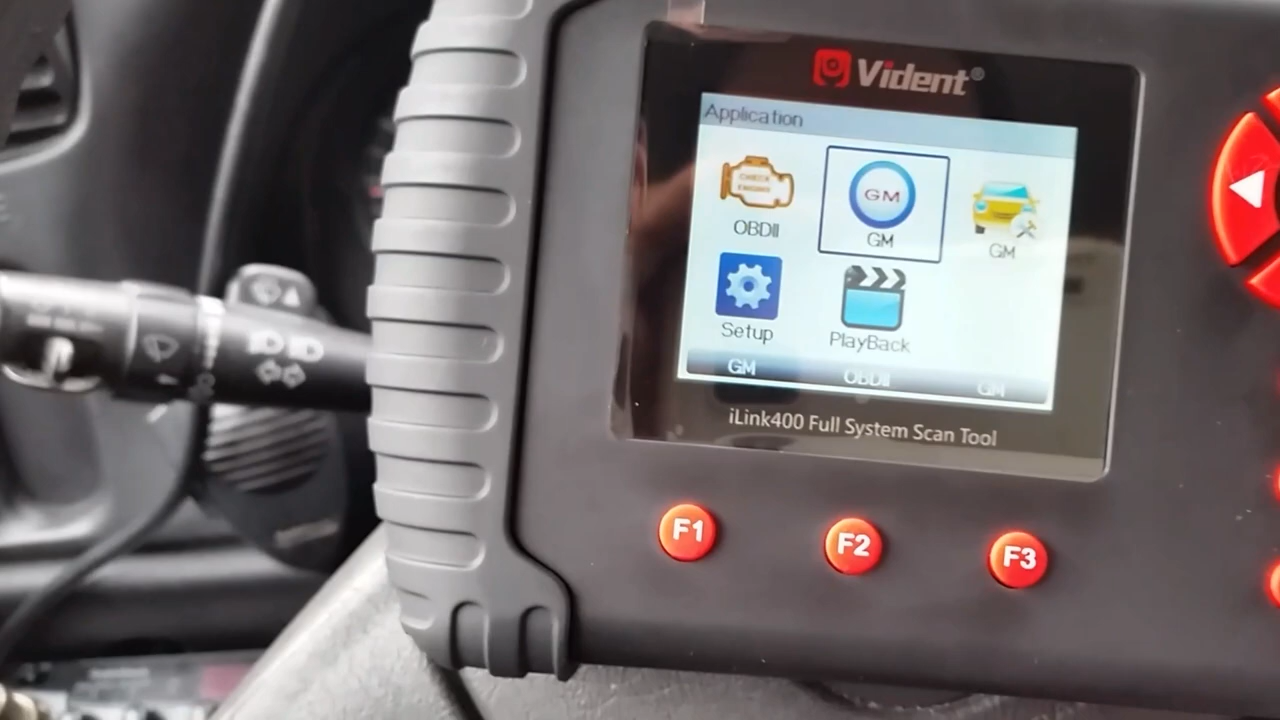 Vident®
Application
CHECK ENGINE
GM
OBDII
GM
GM
Setup
PlayBack
GM
OBDII
GM
iLink400 Full System Scan Tool
F1
F2
F3